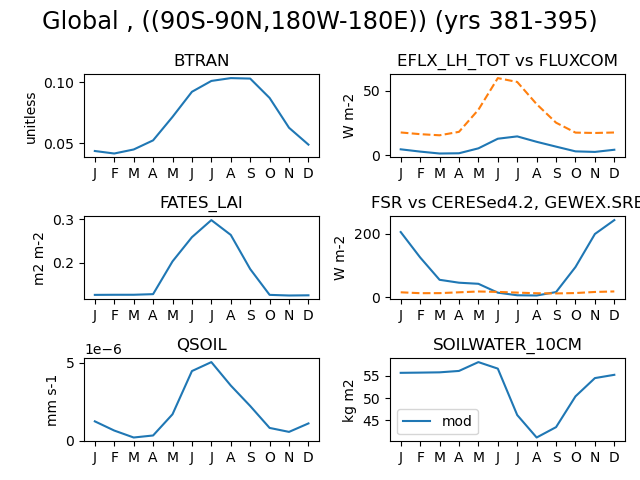 Global , ((90S-90N,180W-180E)) (yrs 381-395)
BTRAN
unitless
0.10
0.05
J F M A M J J A S O N D
EFLX_LH_TOT vs FLUXCOM
W m-2
50
0
J F M A M J J A S O N D
FATES_LAI
m2 m-2
0.3
0.2
J F M A M J J A S O N D
FSR vs CERESed4.2, GEWEX.SRB
W m-2
200
0
J F M A M J J A S O N D
QSOIL
1e−6
mm s-1
5
0
J F M A M J J A S O N D
SOILWATER_10CM
kg m2
55
50
45
mod
J F M A M J J A S O N D